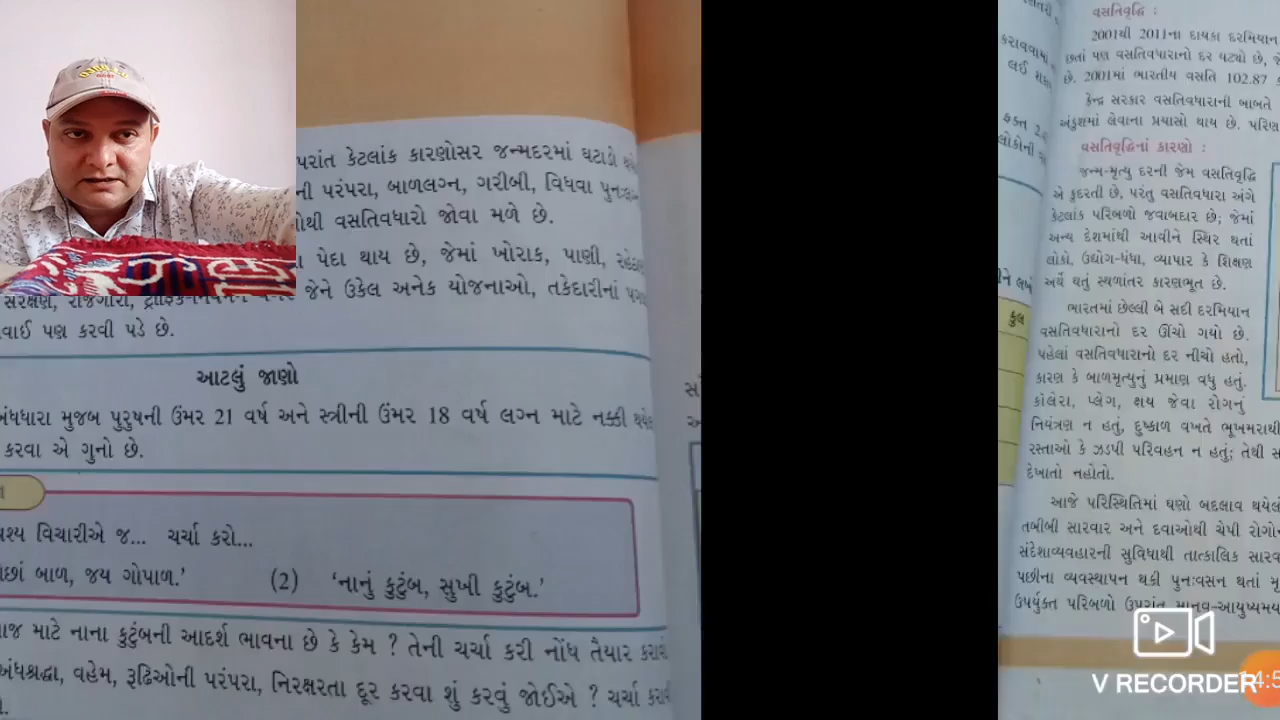 પરાંત કેટલાંક કારણોસર જન્મદરમાં ઘટાડો
ની પરંપરા, બાળલગ્ન, ગરીબી, વિધવા
ોથી વસતિવધારો જોવા મળે છે.
ા પેદા થાય છે, જેમાં ખોરાક, પાણી,
જેને ઉકેલ અનેક યોજનાઓ, તકેદારીનાં
વાઈ પણ કરવી પડે છે.
આટલું જાણો
બંધધારા મુજબ પુરુષની ઉંમર 21 વર્ષ અને સ્ત્રીની ઉંમર 18 વર્ષ લગ્ન માટે નક્કી
કરવા એ ગુનો છે.
વશ્ય વિચારીએ જ... ચર્ચા કરો...
છાં બાળ, જય ગોપાળ.' (2) 'નાનું કુટુંબ, સુખી કુટુંબ.'
ાજ માટે નાના કુટુંબની આદર્શ ભાવના છે કે કેમ ? તેની ચર્ચા કરી નોંધ તૈયાર
અંધશ્રદ્ધા, વહેમ, રૂઢિઓની પરંપરા, નિરક્ષરતા દૂર કરવા શું કરવું જોઈએ ? ચર્ચા
કરાવવામાં
લઈ
ફક્ત
લોકોની
કુલ
વસતિવૃદ્ધિ :
2001થી 2011ના દાયકા દરમિયાન
છતાં પણ વસતિવધારાનો દર ઘટ્યો છે,
છે. 2001માં ભારતીય વસતિ 102.87
કેન્દ્ર સરકાર વસતિવધારાની બાબતે
અંકુશમાં લેવાના પ્રયાસો થાય છે.
વસતિવૃદ્ધિનાં કારણો :
જન્મ-મૃત્યુ દરની જેમ વસતિવૃદ્ધિ
એ કુદરતી છે, પરંતુ વસતિવધારા અંગે
કેટલાંક પરિબળો જવાબદાર છે; જેમાં
અન્ય દેશમાંથી આવીને સ્થિર થતાં
લોકો, ઉદ્યોગ-ધંધા, વ્યાપાર કે શિક્ષણ
અર્થે થતું સ્થળાંતર કારણભૂત છે.
ભારતમાં છેલ્લી બે સદી દરમિયાન
વસતિવધારાનો દર ઊંચો ગયો છે.
પહેલાં વસતિવધારાનો દર નીચો હતો,
કારણ કે બાળમૃત્યુનું પ્રમાણ વધુ હતું.
કૉલેરા, પ્લેગ, ક્ષય જેવા રોગનું
નિયંત્રણ ન હતું, દુષ્કાળ વખતે ભૂખમરાથી
રસ્તાઓ કે ઝડપી પરિવહન ન હતું; તેથી
દેખાતો નહોતો.
આજે પરિસ્થિતિમાં ઘણો બદલાવ
તબીબી સારવાર અને દવાઓથી ચેપી
સંદેશાવ્યવહારની સુવિધાથી તાત્કાલિક
પછીના વ્યવસ્થાપન થકી પુનઃવસન થતાં
ઉપર્યુક્ત પરિબળો ઉપરાંત
V RECORDER